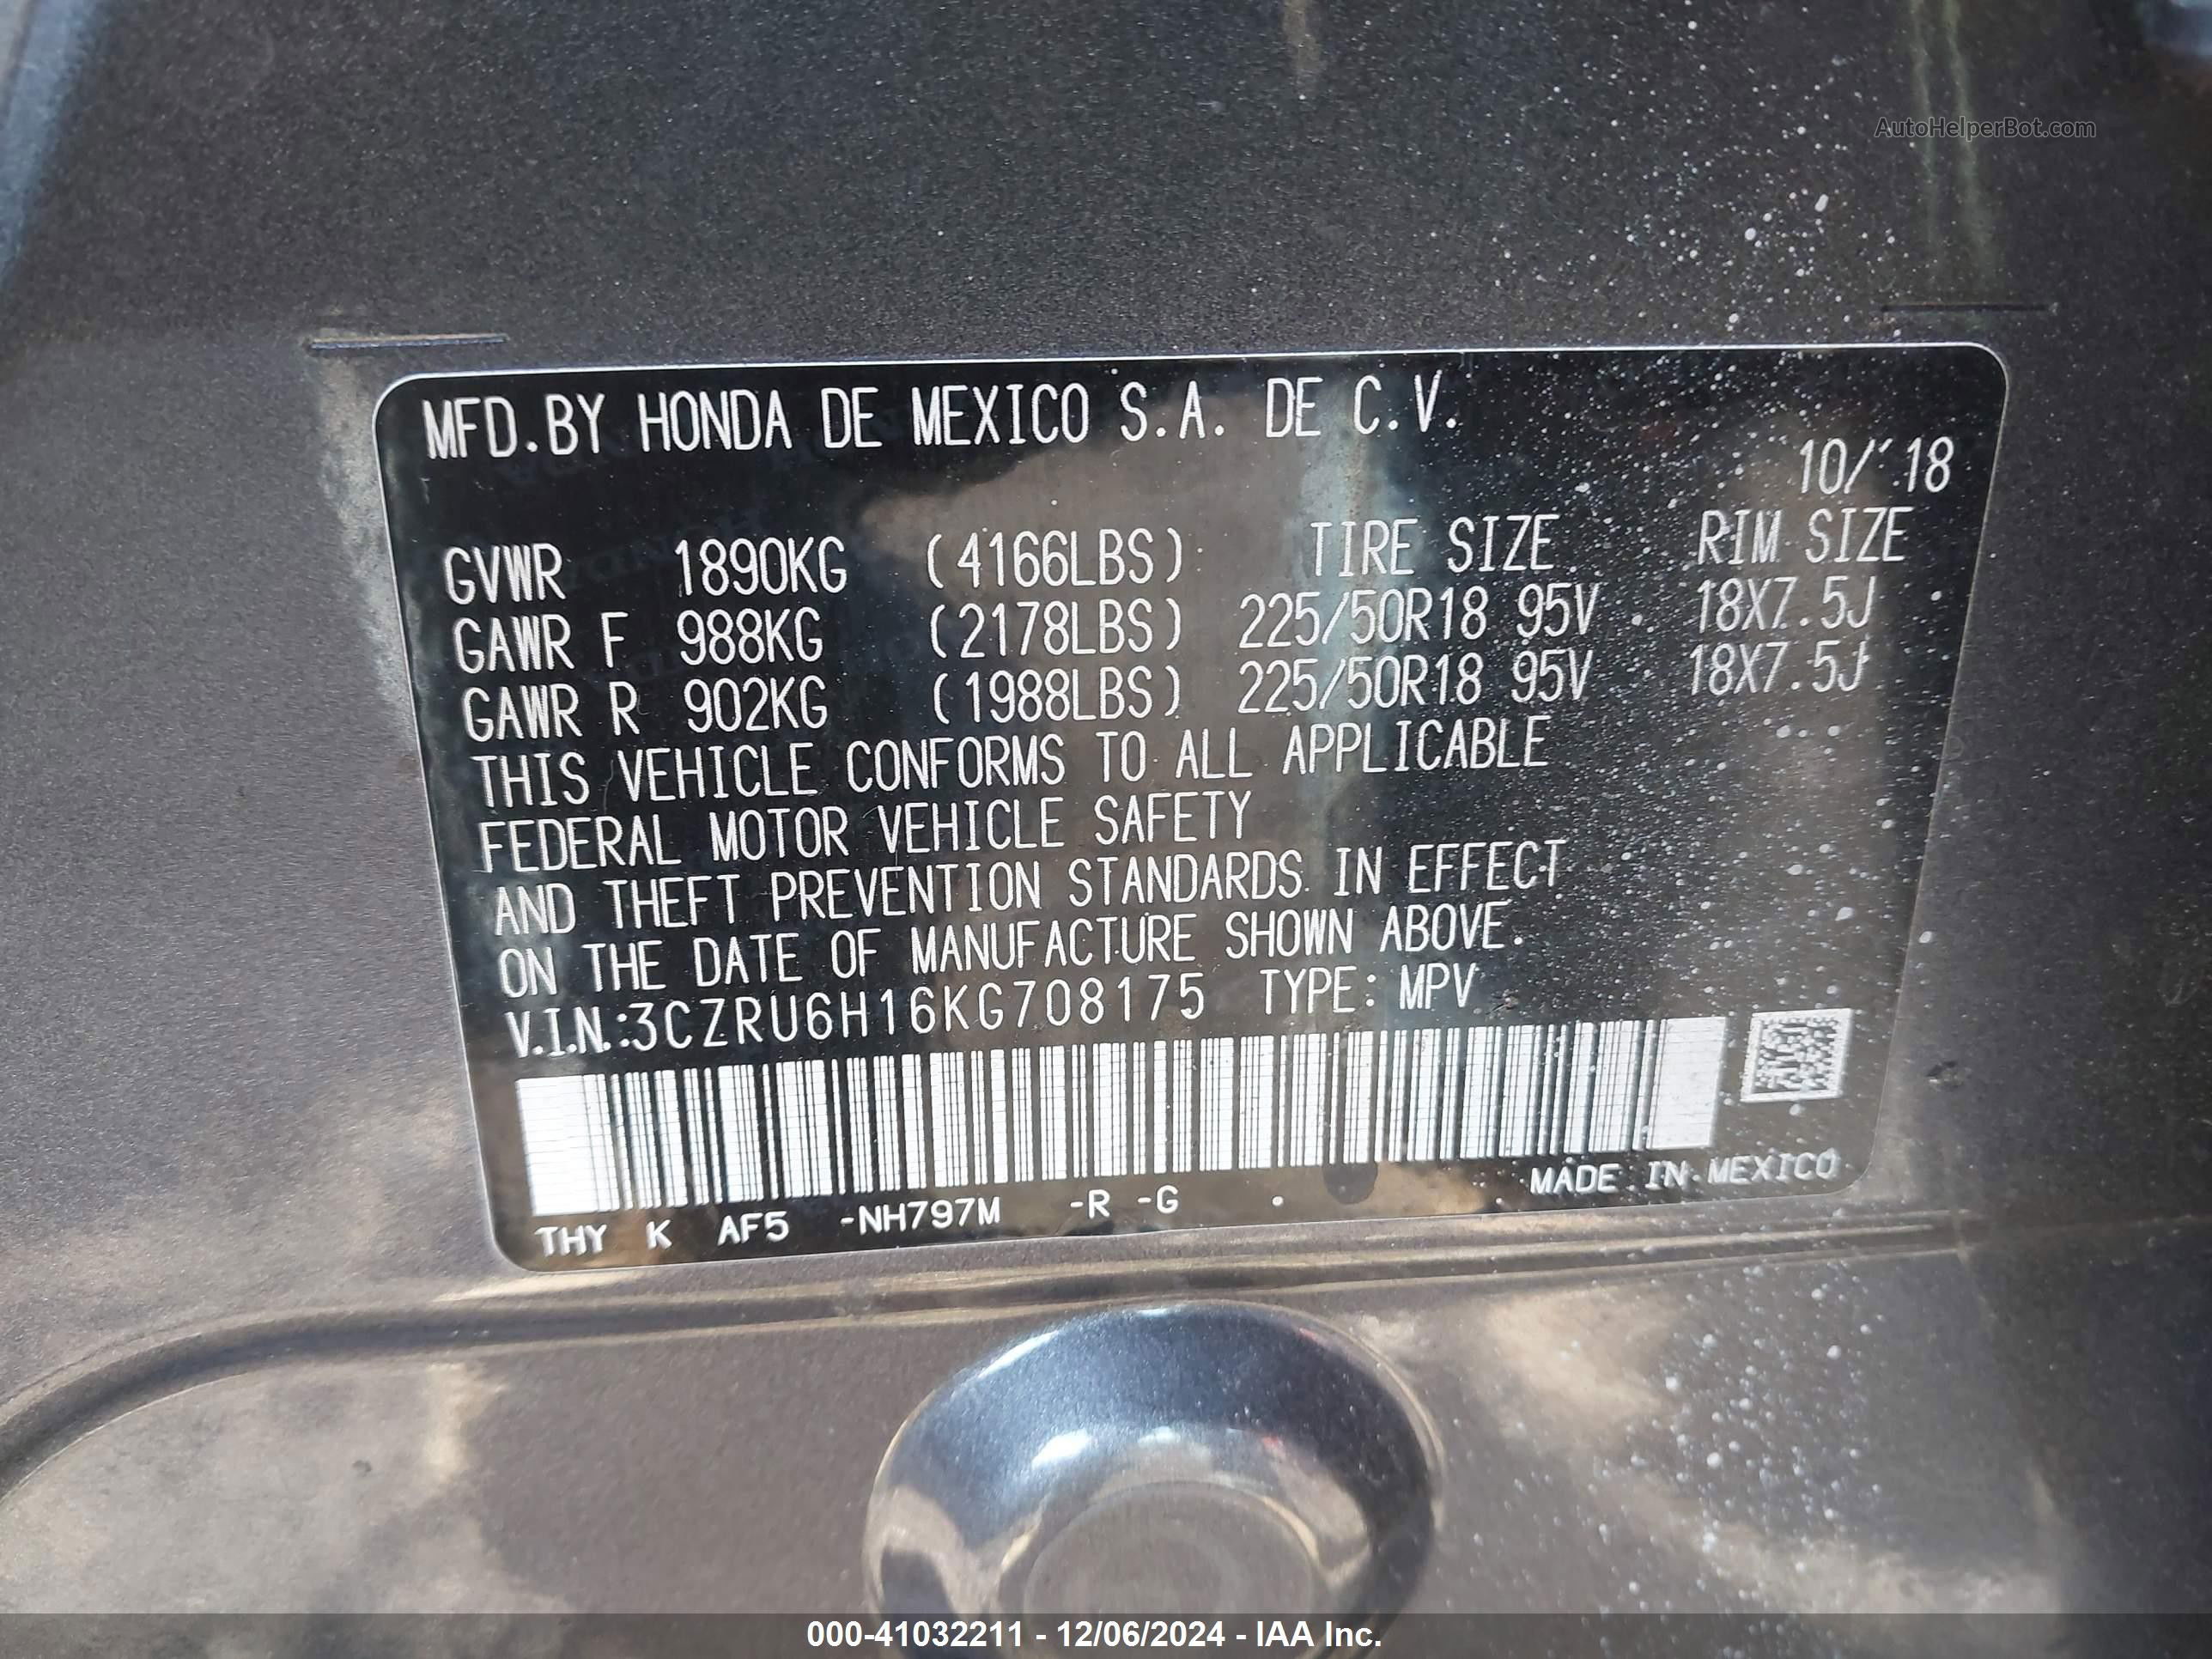 AutoHelperBot.com
MFD.BY HONDA DE MEXICO S.A. DE C.V.
10/'18
GVWR 1890KG (4166LBS) TIRE SIZE RIM SIZE
GAWR F 988KG (2178LBS) 225/50R18 95V 18X7.5J
GAWR R 902KG (1988LBS) 225/50R18 95V 18X7.5J
THIS VEHICLE CONFORMS TO ALL APPLICABLE
FEDERAL MOTOR VEHICLE SAFETY
AND THEFT PREVENTION STANDARDS IN EFFECT
ON THE DATE OF MANUFACTURE SHOWN ABOVE.
V.I.N.:3CZRU6H16KG708175 TYPE: MPV
MADE IN MEXICO
THY K AF5 -NH797M -R -G
000-41032211 - 12/06/2024 - IAA Inc.